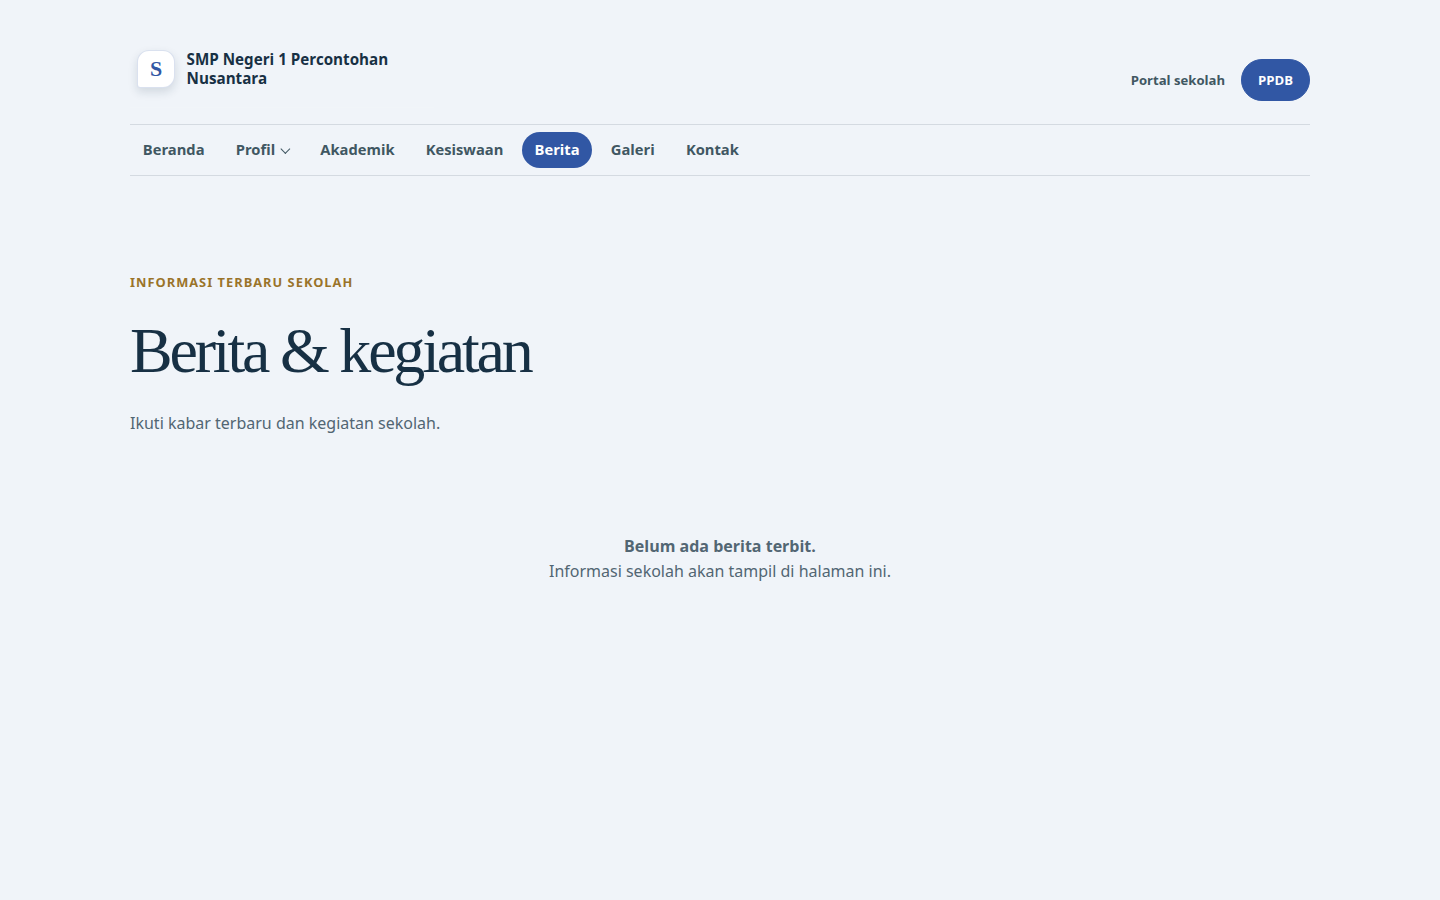 S
SMP Negeri 1 Percontohan
Nusantara
Portal sekolah
PPDB
Beranda
Profil
Akademik
Kesiswaan
Berita
Galeri
Kontak
INFORMASI TERBARU SEKOLAH
Berita & kegiatan
Ikuti kabar terbaru dan kegiatan sekolah.
Belum ada berita terbit.
Informasi sekolah akan tampil di halaman ini.